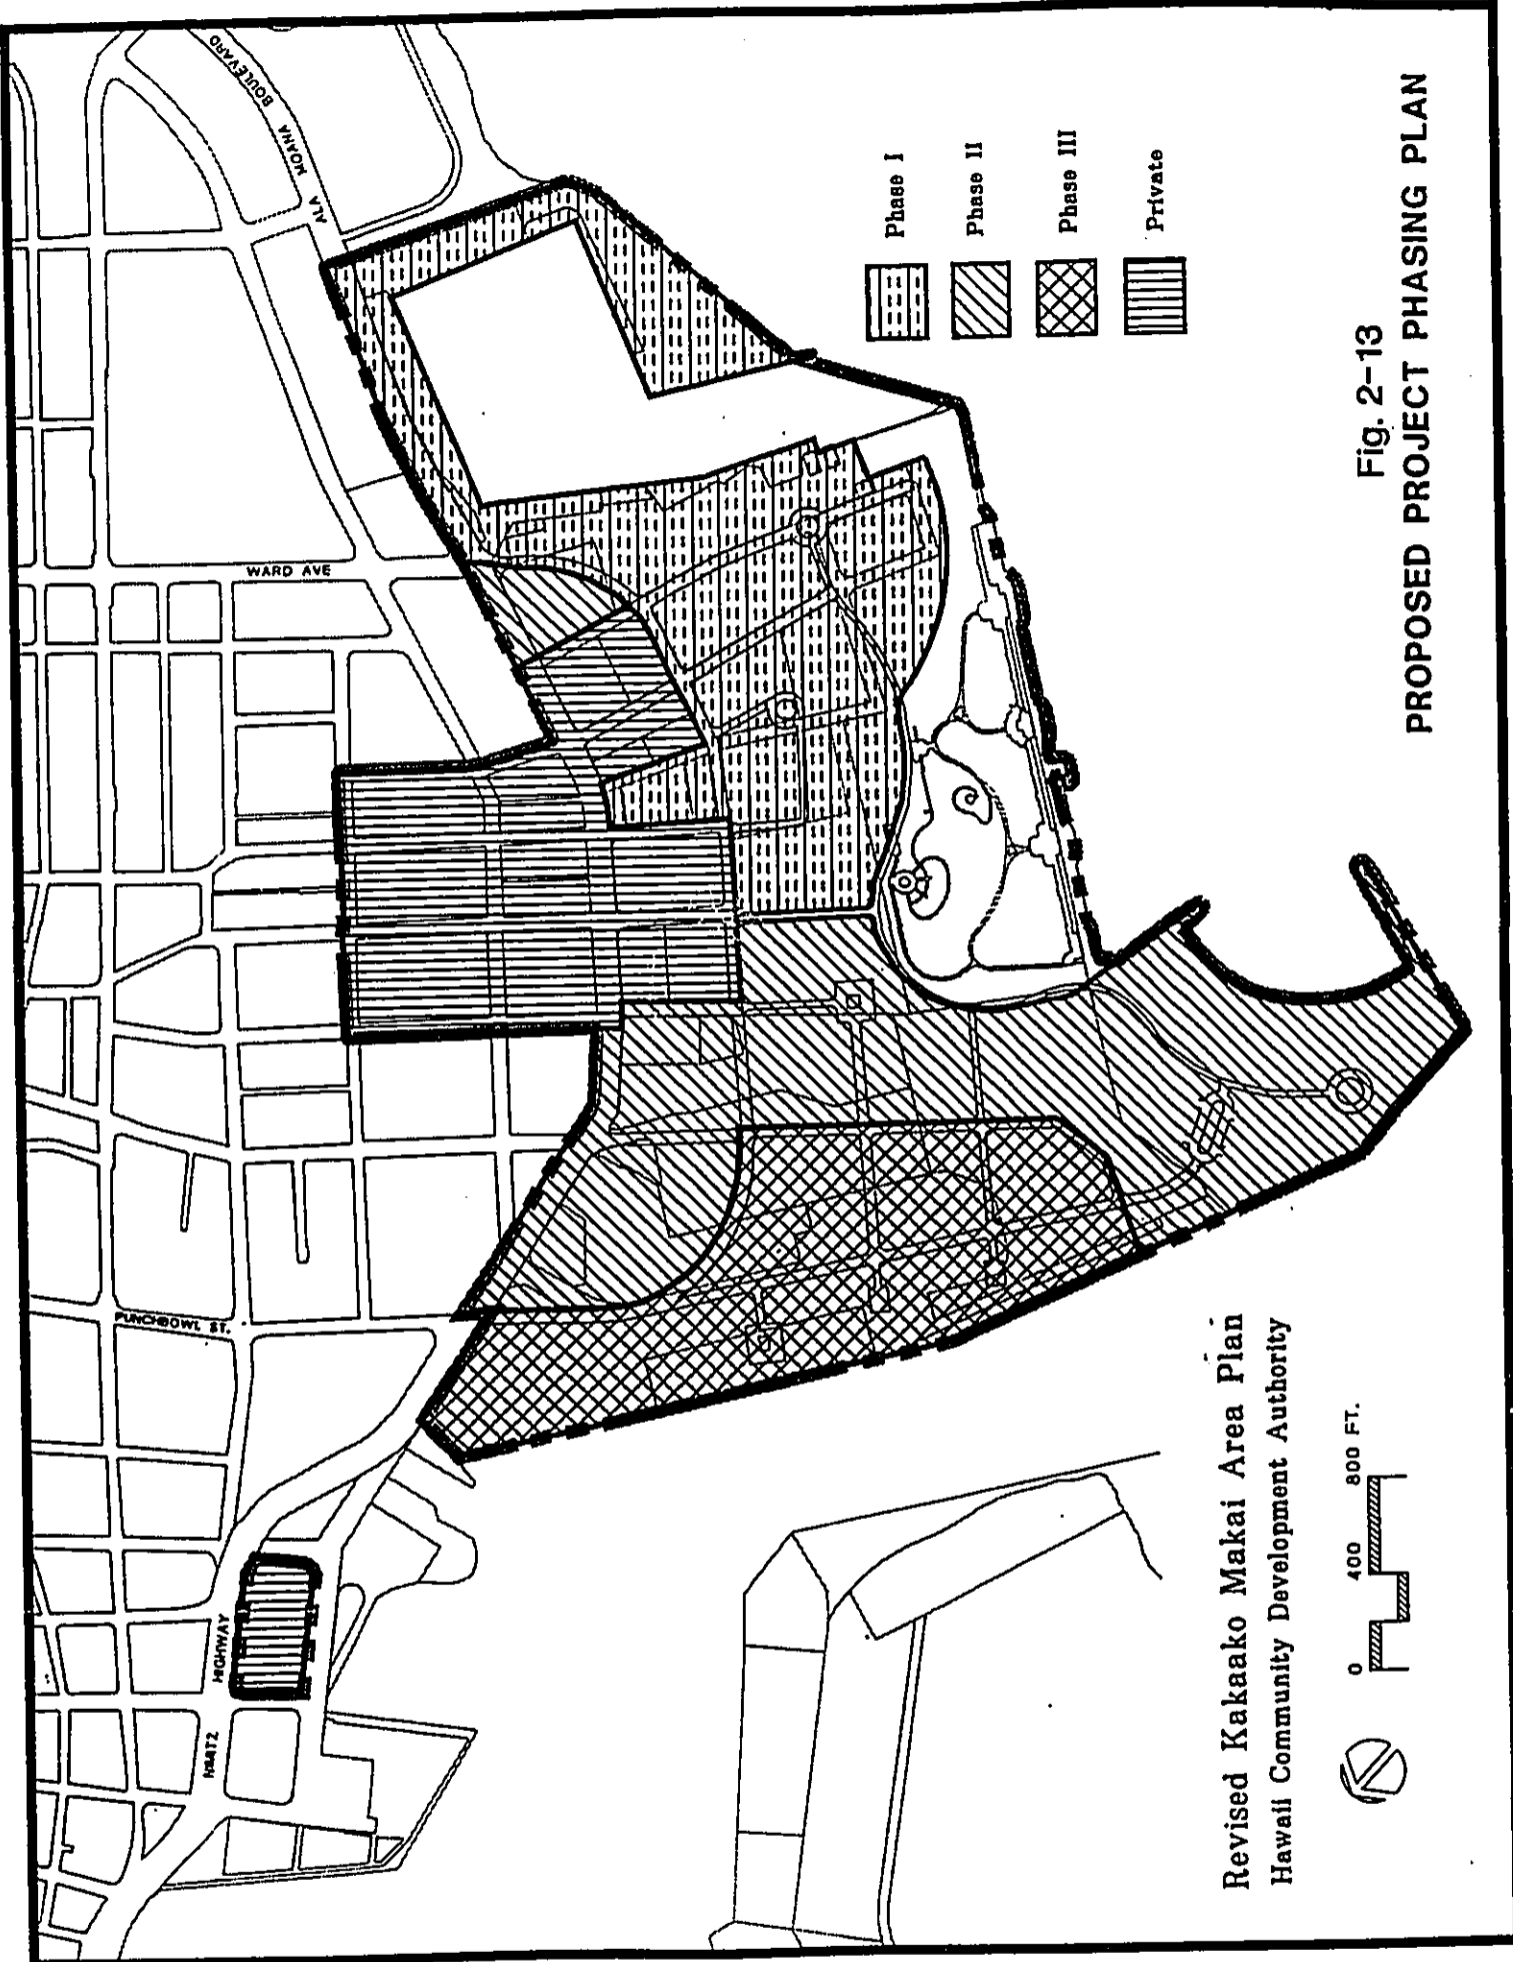 ALA MOANA BOULEVARD
WARD AVE
PUNCHBOWL ST.
HIGHWAY
Phase I
Phase II
Phase III
Private
Revised Kakaako Makai Area Plan
Hawaii Community Development Authority
0 400 800 FT.
Fig. 2-13
PROPOSED PROJECT PHASING PLAN